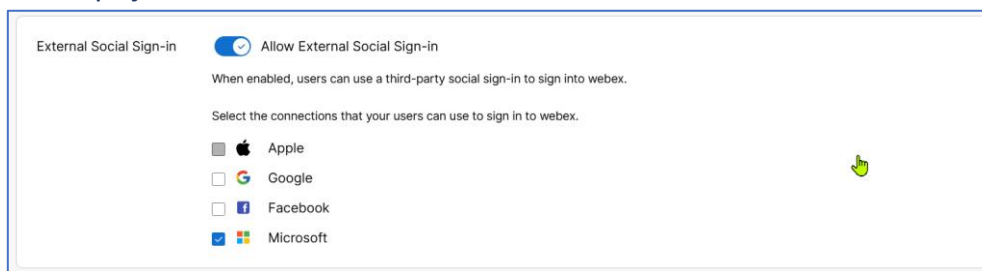 External Social Sign-in Allow External Social Sign-in
When enabled, users can use a third-party social sign-in to sign into webex.
Select the connections that your users can use to sign in to webex.
Apple
Google
Facebook
Microsoft